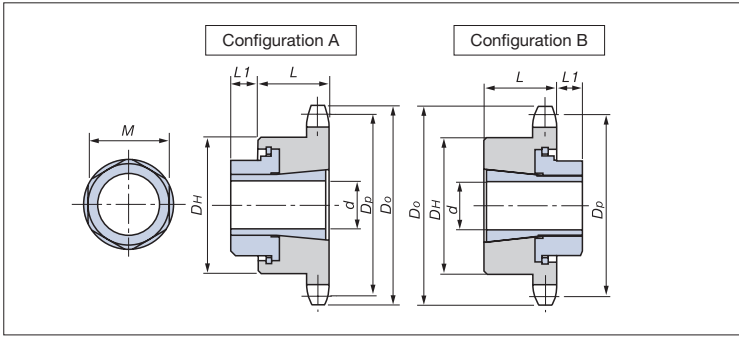 Configuration A
Configuration B
L1
L
L
L1
M
DH
d
Dp
Do
Do
DH
d
Dp